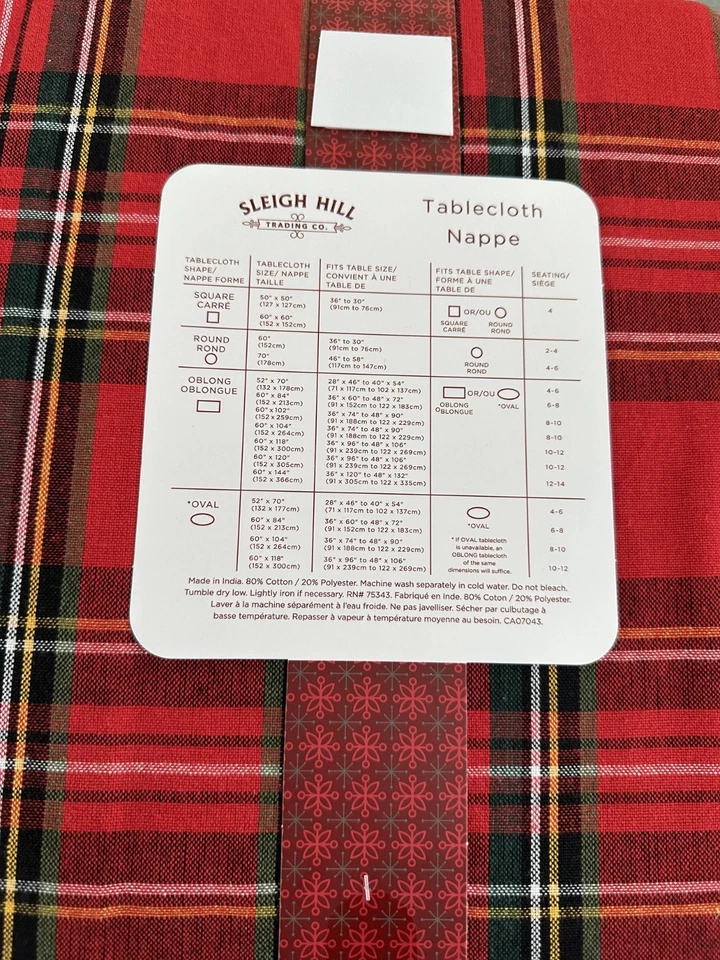 SLEIGH HILL
TRADING CO.
Tablecloth
Nappe
TABLECLOTH SHAPE/ NAPPE FORME
TABLECLOTH SIZE/ NAPPE TAILLE
FITS TABLE SIZE/ CONVIENT À UNE TABLE DE
FITS TABLE SHAPE/ FORME À UNE TABLE DE
SEATING/ SIÈGE
SQUARE
CARRÉ
50" x 50"
(127 x 127cm)
60" x 60"
(152 x 152cm)
36" to 30"
(91cm to 76cm)
OR/OU
SQUARE ROUND
CARRÉ ROND
4
ROUND
ROND
60"
(152cm)
70"
(178cm)
36" to 30"
(91cm to 76cm)
46" to 58"
(117cm to 147cm)
ROUND
ROND
2-4
4-6
OBLONG
OBLONGUE
52" x 70"
(132 x 178cm)
60" x 84"
(152 x 213cm)
60" x 102"
(152 x 259cm)
60" x 104"
(152 x 264cm)
60" x 118"
(152 x 300cm)
60" x 120"
(152 x 305cm)
60" x 144"
(152 x 366cm)
28" x 46" to 40" x 54"
(71 x 117cm to 102 x 137cm)
36" x 60" to 48" x 72"
(91 x 152cm to 122 x 183cm)
36" x 74" to 48" x 90"
(91 x 188cm to 122 x 229cm)
36" x 74" to 48" x 90"
(91 x 188cm to 122 x 229cm)
36" x 96" to 48" x 106"
(91 x 239cm to 122 x 269cm)
36" x 96" to 48" x 106"
(91 x 239cm to 122 x 269cm)
36" x 120" to 48" x 132"
(91 x 305cm to 122 x 335cm)
OR/OU
OBLONG *OVAL
OBLONGUE
4-6
6-8
8-10
8-10
10-12
10-12
12-14
*OVAL
52" x 70"
(132 x 177cm)
60" x 84"
(152 x 213cm)
60" x 104"
(152 x 264cm)
60" x 118"
(152 x 300cm)
28" x 46" to 40" x 54"
(71 x 117cm to 102 x 137cm)
36" x 60" to 48" x 72"
(91 x 152cm to 122 x 183cm)
36" x 74" to 48" x 90"
(91 x 188cm to 122 x 229cm)
36" x 96" to 48" x 106"
(91 x 239cm to 122 x 269cm)
*OVAL
* If OVAL tablecloth
is unavailable, an
OBLONG tablecloth
of the same
dimensions will suffice.
4-6
6-8
8-10
10-12
Made in India. 80% Cotton / 20% Polyester. Machine wash separately in cold water. Do not bleach.
Tumble dry low. Lightly iron if necessary. RN# 75343. Fabriqué en Inde. 80% Coton / 20% Polyester.
Laver à la machine séparément à l'eau froide. Ne pas javelliser. Sécher par culbutage à
basse température. Repasser à vapeur à température moyenne au besoin. CA07043.